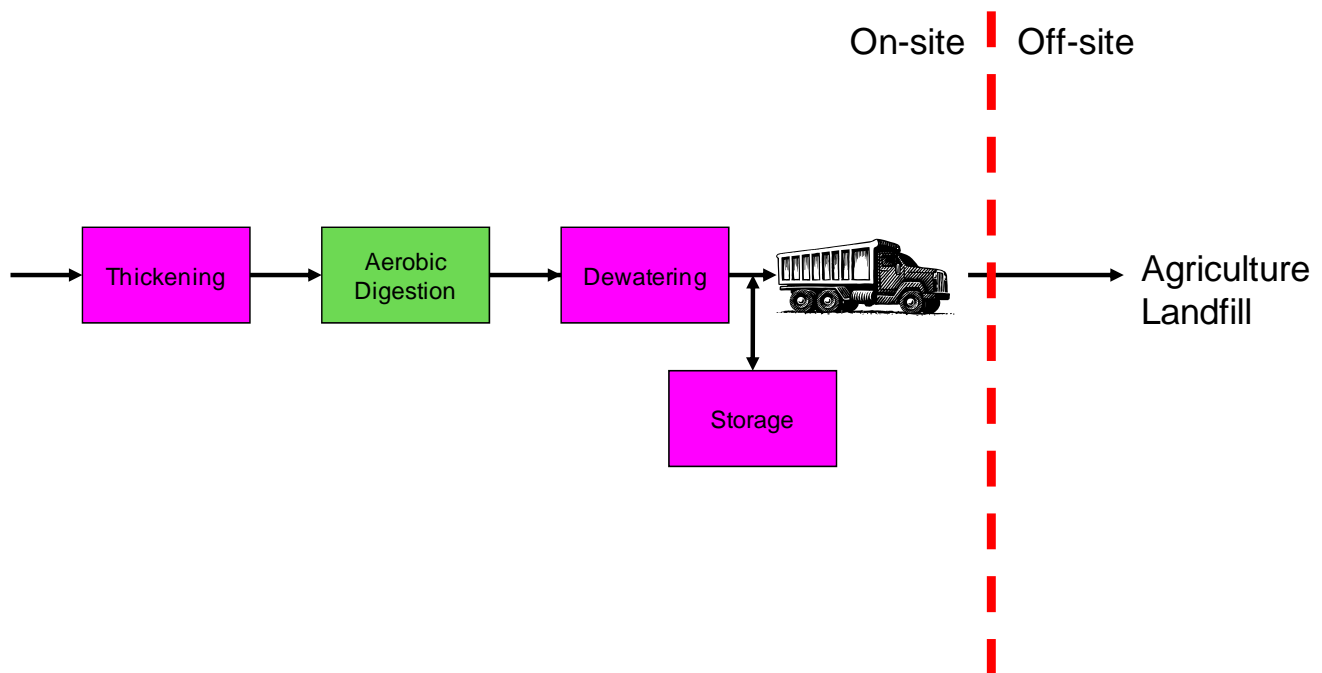 On-site
Off-site
Thickening
Aerobic
Digestion
Dewatering
Agriculture
Landfill
Storage